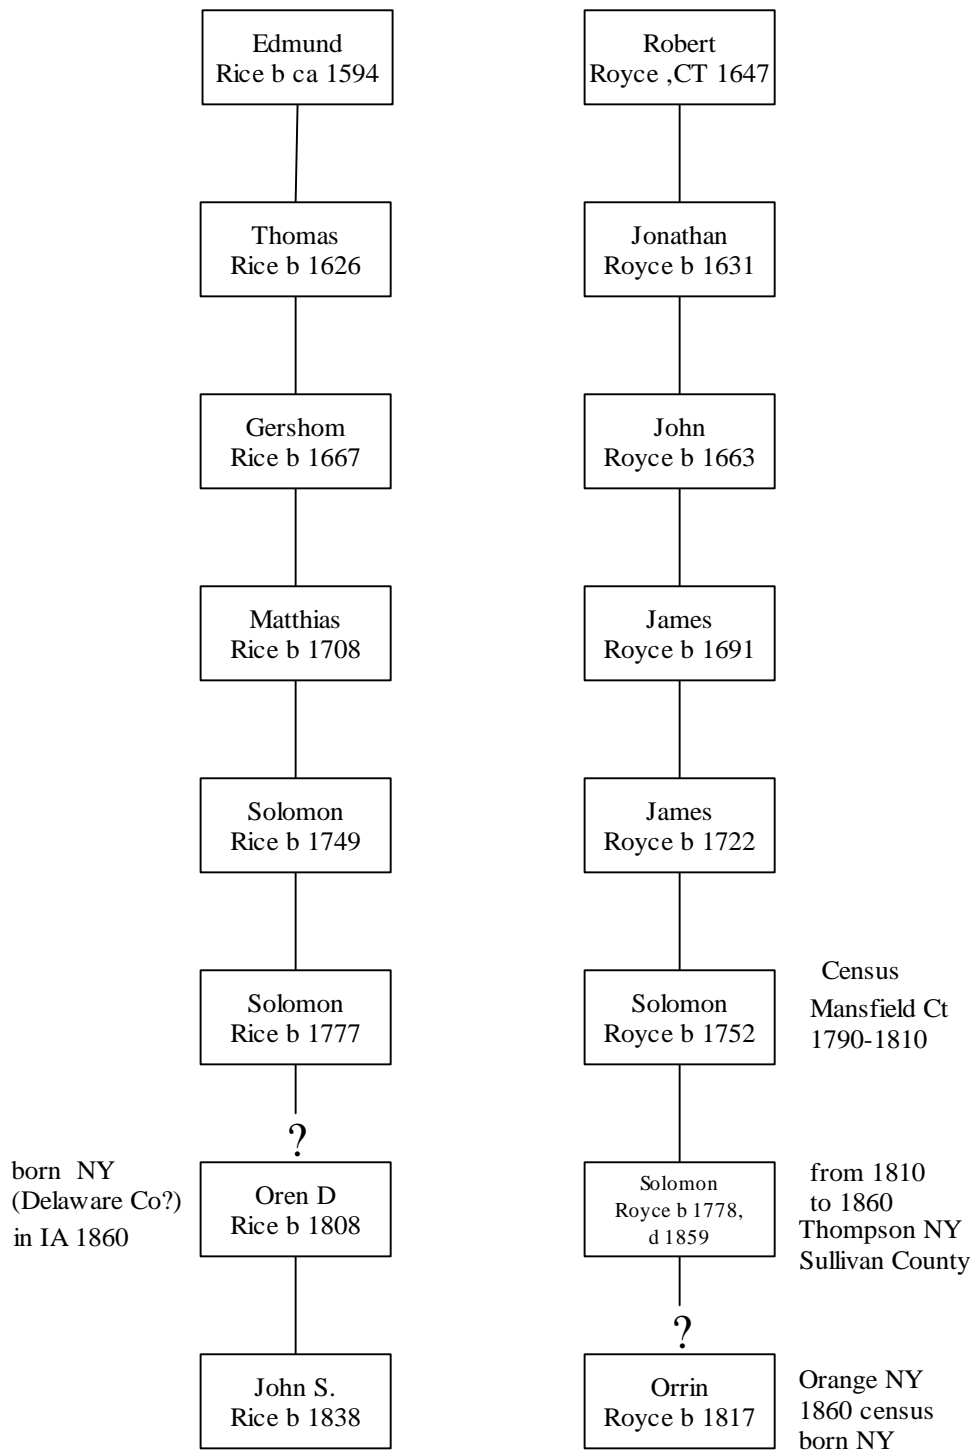 Edmund
Rice b ca 1594
Thomas
Rice b 1626
Gershom
Rice b 1667
Matthias
Rice b 1708
Solomon
Rice b 1749
Solomon
Rice b 1777
?
born NY
(Delaware Co?)
in IA 1860
Oren D
Rice b 1808
John S.
Rice b 1838
Robert
Royce ,CT 1647
Jonathan
Royce b 1631
John
Royce b 1663
James
Royce b 1691
James
Royce b 1722
Solomon
Royce b 1752
Census
Mansfield Ct
1790-1810
Solomon
Royce b 1778,
d 1859
from 1810
to 1860
Thompson NY
Sullivan County
?
Orrin
Royce b 1817
Orange NY
1860 census
born NY